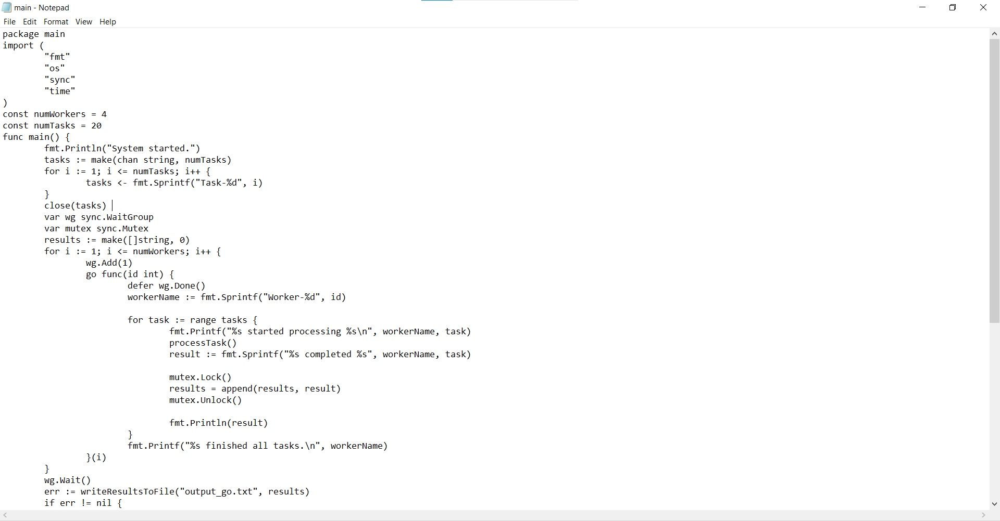 main - Notepad
File Edit Format View Help
package main
import (
        "fmt"
        "os"
        "sync"
        "time"
)
const numWorkers = 4
const numTasks = 20
func main() {
        fmt.Println("System started.")
        tasks := make(chan string, numTasks)
        for i := 1; i <= numTasks; i++ {
                tasks <- fmt.Sprintf("Task-%d", i)
        }
        close(tasks)
        var wg sync.WaitGroup
        var mutex sync.Mutex
        results := make([]string, 0)
        for i := 1; i <= numWorkers; i++ {
                wg.Add(1)
                go func(id int) {
                        defer wg.Done()
                        workerName := fmt.Sprintf("Worker-%d", id)

                        for task := range tasks {
                                fmt.Printf("%s started processing %s\n", workerName, task)
                                processTask()
                                result := fmt.Sprintf("%s completed %s", workerName, task)

                                mutex.Lock()
                                results = append(results, result)
                                mutex.Unlock()

                                fmt.Println(result)
                        }
                        fmt.Printf("%s finished all tasks.\n", workerName)
                }(i)
        }
        wg.Wait()
        err := writeResultsToFile("output_go.txt", results)
        if err != nil {